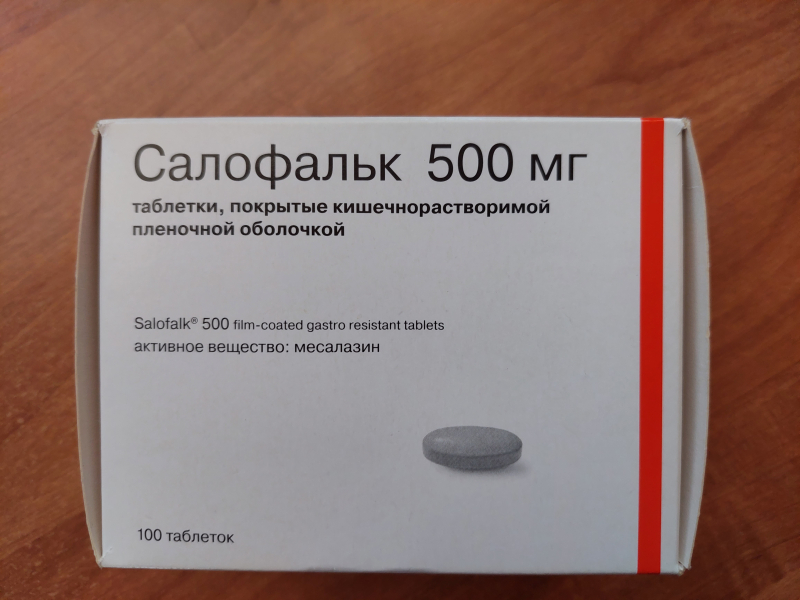 Салофальк 500 мг
таблетки, покрытые кишечнорастворимой
пленочной оболочкой
Salofalk® 500 film-coated gastro resistant tablets
активное вещество: месалазин
100 таблеток